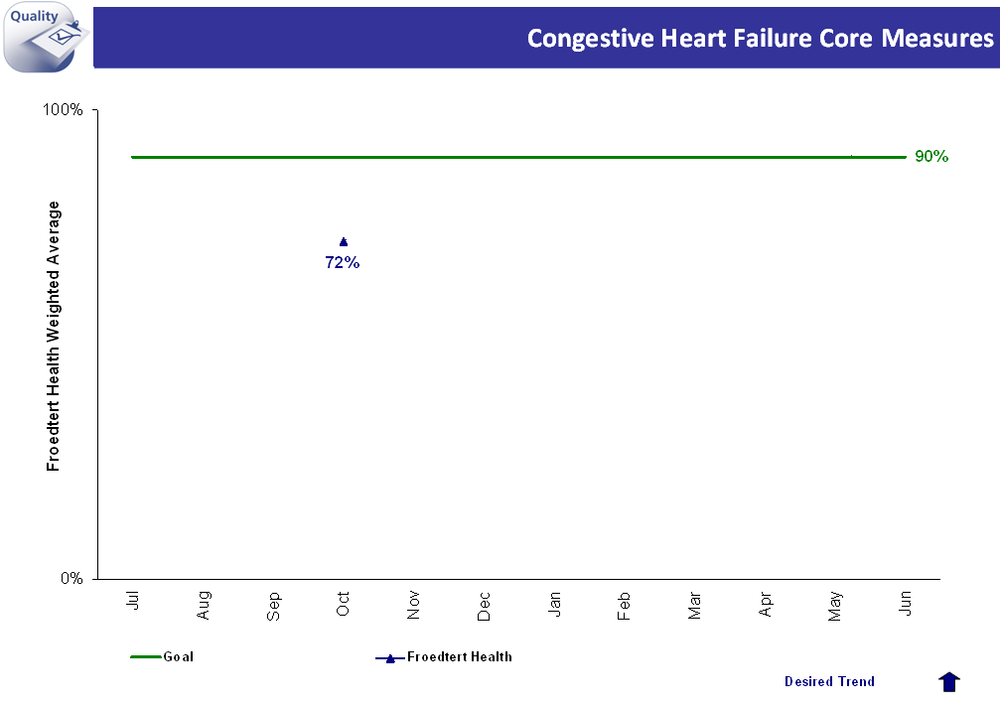 Quality
Congestive Heart Failure Core Measures
100%
90%
72%
Froedtert Health Weighted Average
0%
Jul
Aug
Sep
Oct
Nov
Dec
Jan
Feb
Mar
Apr
May
Jun
Goal
Froedtert Health
Desired Trend